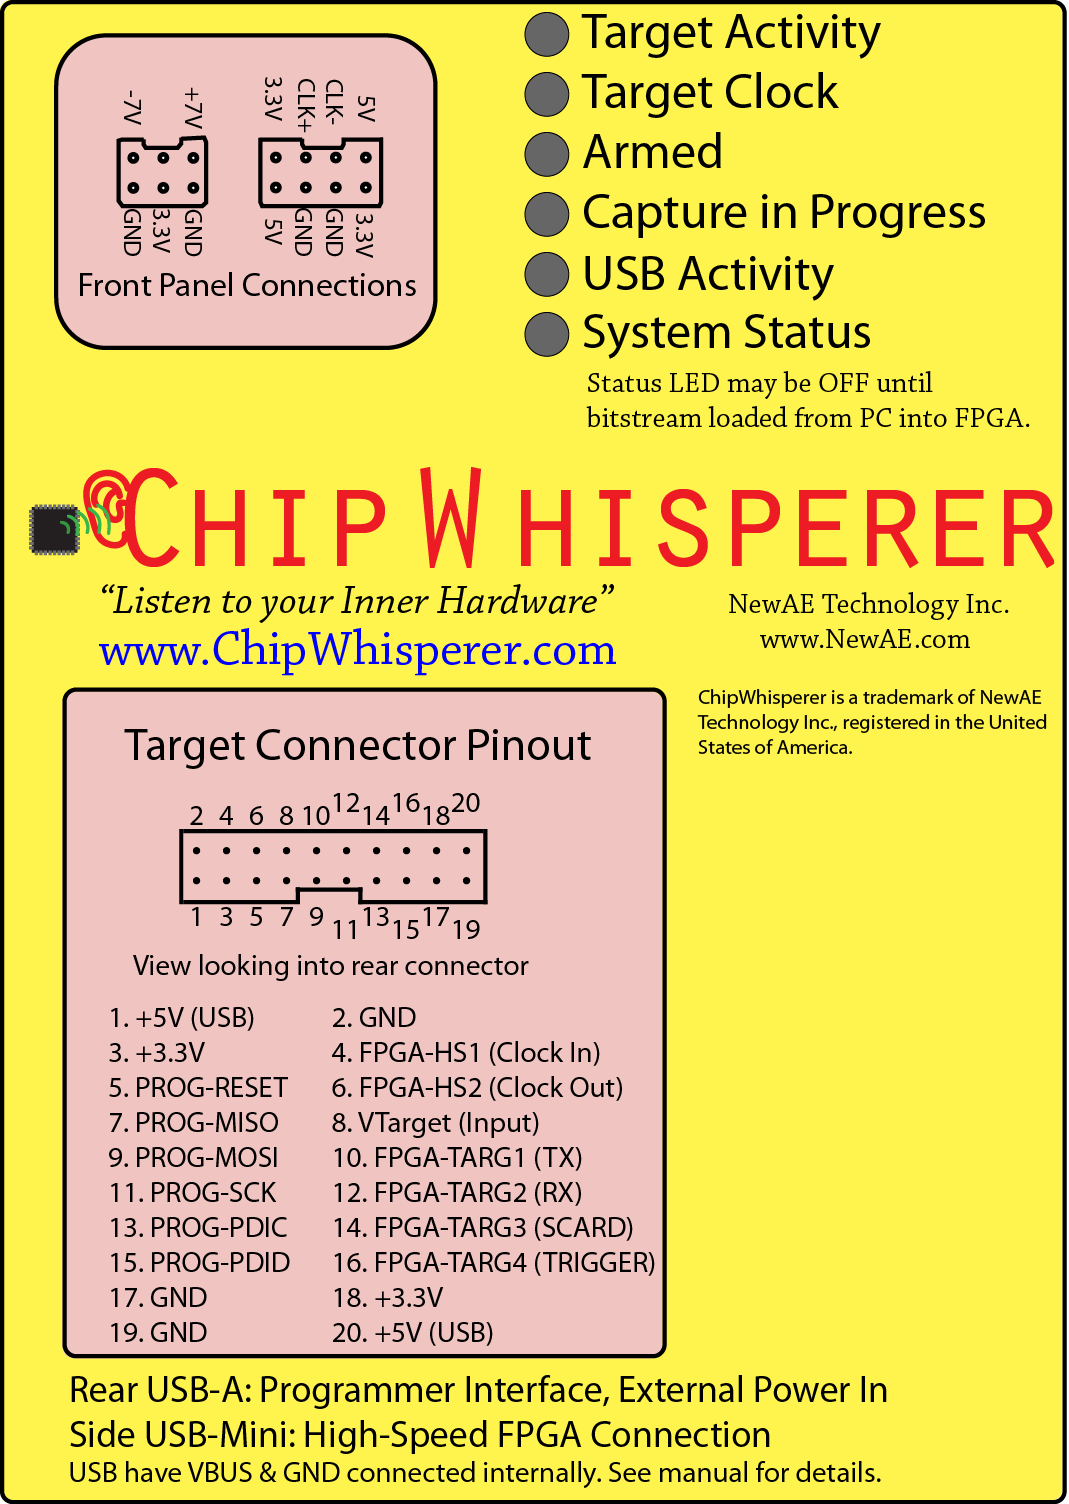 -7V +7V
GND 3.3V GND
3.3V CLK+ CLK- 5V
5V GND GND 3.3V
Front Panel Connections
Target Activity
Target Clock
Armed
Capture in Progress
USB Activity
System Status
Status LED may be OFF until
bitstream loaded from PC into FPGA.
CHIPWHISPERER
“Listen to your Inner Hardware”
www.ChipWhisperer.com
NewAE Technology Inc.
www.NewAE.com
ChipWhisperer is a trademark of NewAE
Technology Inc., registered in the United
States of America.
Target Connector Pinout
2 4 6 8 10 12 14 16 18 20
1 3 5 7 9 11 13 15 17 19
View looking into rear connector
1. +5V (USB) 2. GND
3. +3.3V 4. FPGA-HS1 (Clock In)
5. PROG-RESET 6. FPGA-HS2 (Clock Out)
7. PROG-MISO 8. VTarget (Input)
9. PROG-MOSI 10. FPGA-TARG1 (TX)
11. PROG-SCK 12. FPGA-TARG2 (RX)
13. PROG-PDIC 14. FPGA-TARG3 (SCARD)
15. PROG-PDID 16. FPGA-TARG4 (TRIGGER)
17. GND 18. +3.3V
19. GND 20. +5V (USB)
Rear USB-A: Programmer Interface, External Power In
Side USB-Mini: High-Speed FPGA Connection
USB have VBUS & GND connected internally. See manual for details.